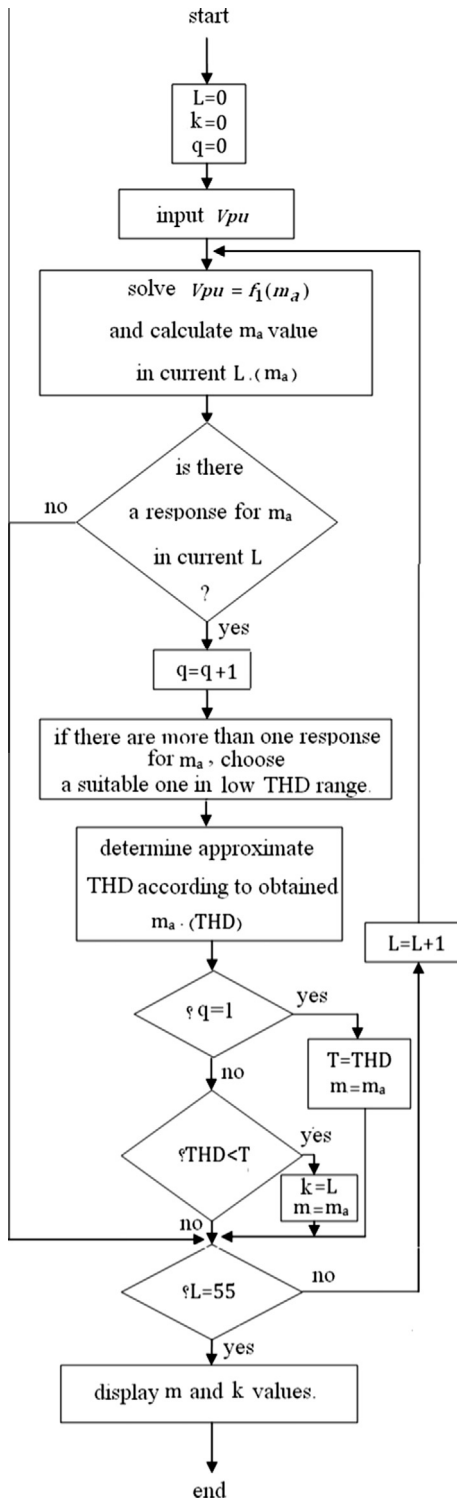 start
L=0
k=0
q=0
input Vpu
solve Vpu = f1(ma)
and calculate ma value
in current L.(ma)
is there
a response for ma
in current L
?
no
yes
q=q+1
if there are more than one response
for ma, choose
a suitable one in low THD range.
determine approximate
THD according to obtained
ma.(THD)
L=L+1
؟q=1
yes
no
T=THD
m=ma
؟THD<T
yes
no
k=L
m=ma
؟L=55
no
yes
display m and k values.
end